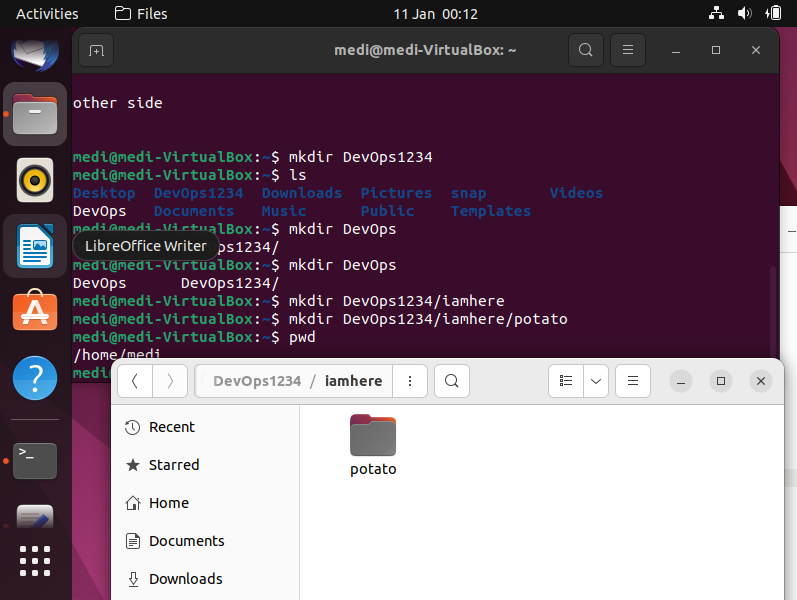 Activities Files 11 Jan 00:12
medi@medi-VirtualBox: ~
other side
medi@medi-VirtualBox:~$ mkdir DevOps1234
medi@medi-VirtualBox:~$ ls
Desktop DevOps1234 Downloads Pictures snap Videos
DevOps Documents Music Public Templates
medi@medi-VirtualBox:~$ mkdir DevOps
LibreOffice Writer ps1234/
medi@medi-VirtualBox:~$ mkdir DevOps
DevOps DevOps1234/
medi@medi-VirtualBox:~$ mkdir DevOps1234/iamhere
medi@medi-VirtualBox:~$ mkdir DevOps1234/iamhere/potato
medi@medi-VirtualBox:~$ pwd
/home/medi
medi
DevOps1234 / iamhere
Recent
potato
Starred
Home
Documents
Downloads